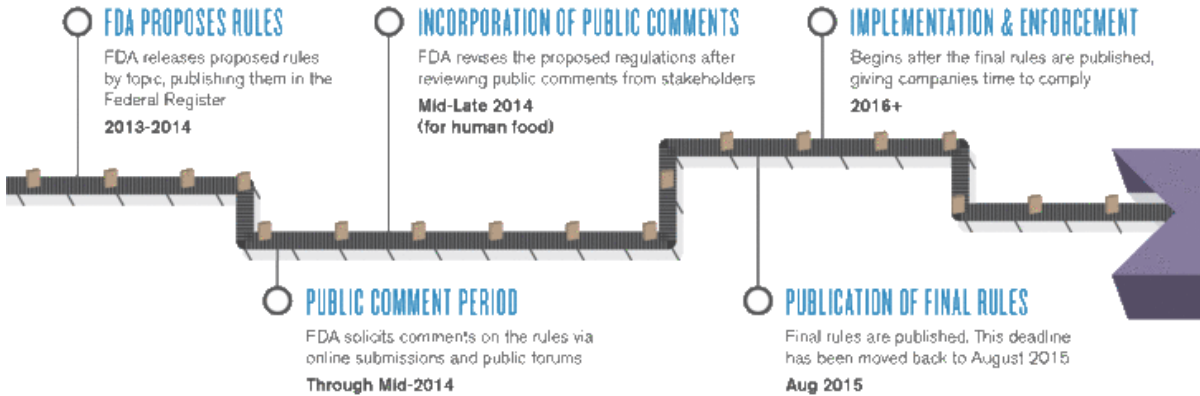 FDA PROPOSES RULES
FDA releases proposed rules
by topic, publishing them in the
Federal Register
2013-2014
PUBLIC COMMENT PERIOD
FDA solicits comments on the rules via
online submissions and public forums
Through Mid-2014
INCORPORATION OF PUBLIC COMMENTS
FDA revises the proposed regulations after
reviewing public comments from stakeholders
Mid-Late 2014
(for human food)
PUBLICATION OF FINAL RULES
Final rules are published. This deadline
has been moved back to August 2015
Aug 2015
IMPLEMENTATION & ENFORCEMENT
Begins after the final rules are published,
giving companies time to comply
2016+